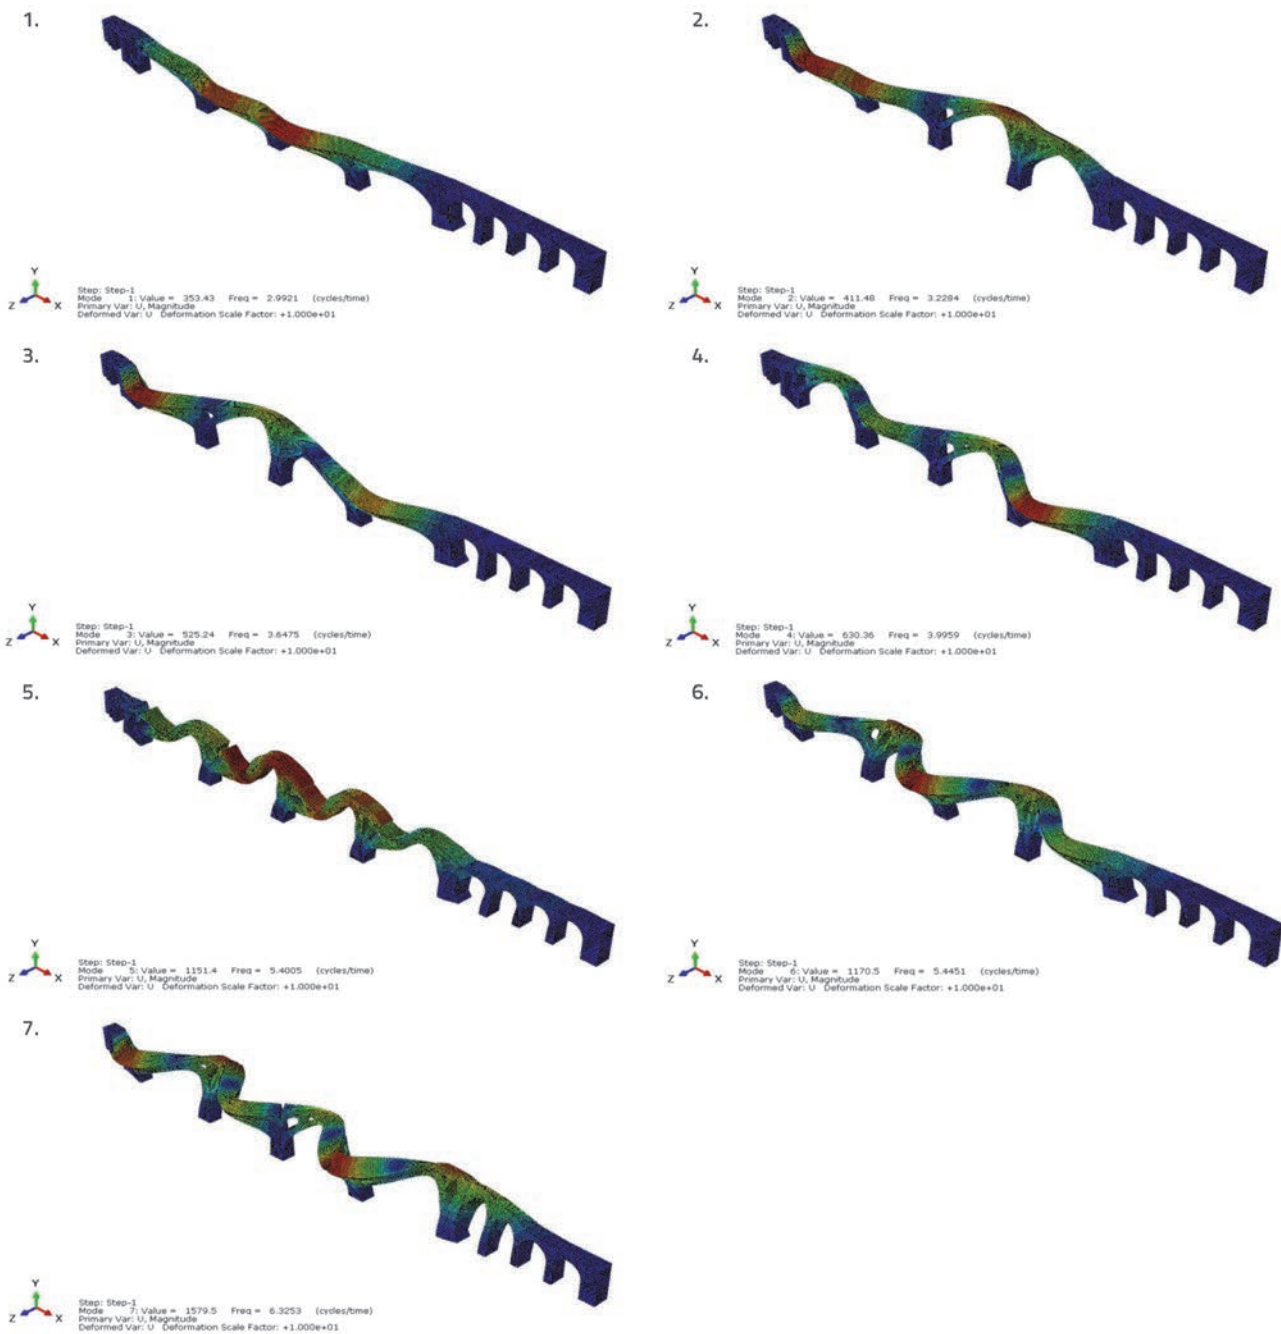 1.
Y
Z X
Step: Step-1
Mode 1: Value = 353.43 Freq = 2.9921 (cycles/time)
Primary Var: U, Magnitude
Deformed Var: U Deformation Scale Factor: +1.000e+01
2.
Y
Z X
Step: Step-1
Mode 2: Value = 411.48 Freq = 3.2284 (cycles/time)
Primary Var: U, Magnitude
Deformed Var: U Deformation Scale Factor: +1.000e+01
3.
Y
Z X
Step: Step-1
Mode 3: Value = 525.24 Freq = 3.6475 (cycles/time)
Primary Var: U, Magnitude
Deformed Var: U Deformation Scale Factor: +1.000e+01
4.
Y
Z X
Step: Step-1
Mode 4: Value = 630.36 Freq = 3.9959 (cycles/time)
Primary Var: U, Magnitude
Deformed Var: U Deformation Scale Factor: +1.000e+01
5.
Y
Z X
Step: Step-1
Mode 5: Value = 1151.4 Freq = 5.4005 (cycles/time)
Primary Var: U, Magnitude
Deformed Var: U Deformation Scale Factor: +1.000e+01
6.
Y
Z X
Step: Step-1
Mode 6: Value = 1170.5 Freq = 5.4451 (cycles/time)
Primary Var: U, Magnitude
Deformed Var: U Deformation Scale Factor: +1.000e+01
7.
Y
Z X
Step: Step-1
Mode 7: Value = 1579.5 Freq = 6.3253 (cycles/time)
Primary Var: U, Magnitude
Deformed Var: U Deformation Scale Factor: +1.000e+01